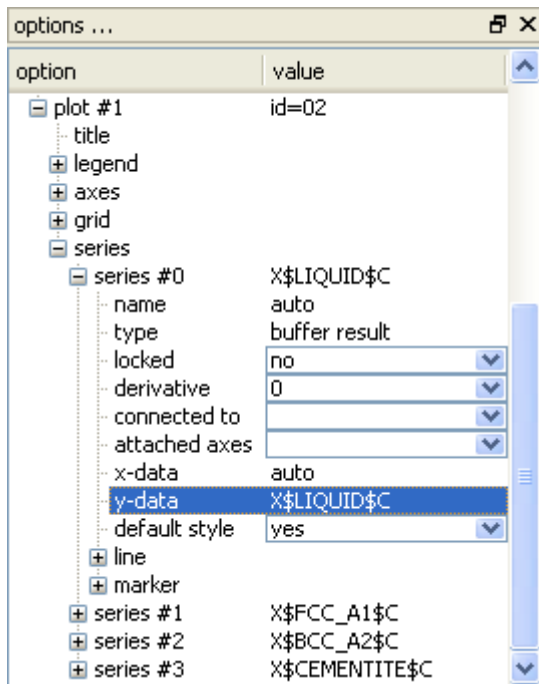 options ...
option value
plot #1 id=02
title
legend
axes
grid
series
series #0 X$LIQUID$C
name auto
type buffer result
locked no
derivative 0
connected to
attached axes
x-data auto
y-data X$LIQUID$C
default style yes
line
marker
series #1 X$FCC_A1$C
series #2 X$BCC_A2$C
series #3 X$CEMENTITE$C